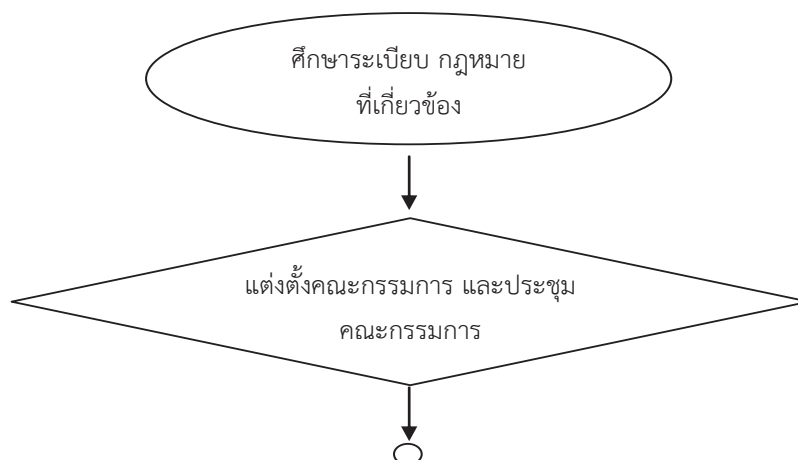 ศึกษาระเบียบ กฎหมาย
ที่เกี่ยวข้อง
แต่งตั้งคณะกรรมการ และประชุม
คณะกรรมการ